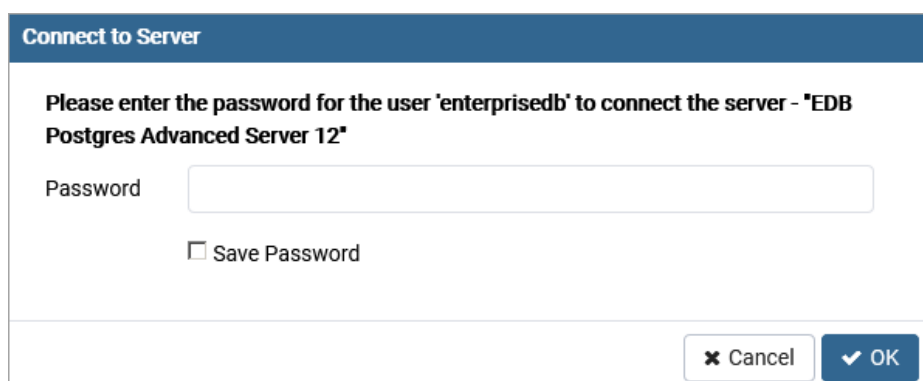 Connect to Server
Please enter the password for the user 'enterprisedb' to connect the server - "EDB
Postgres Advanced Server 12"
Password
Save Password
Cancel
OK